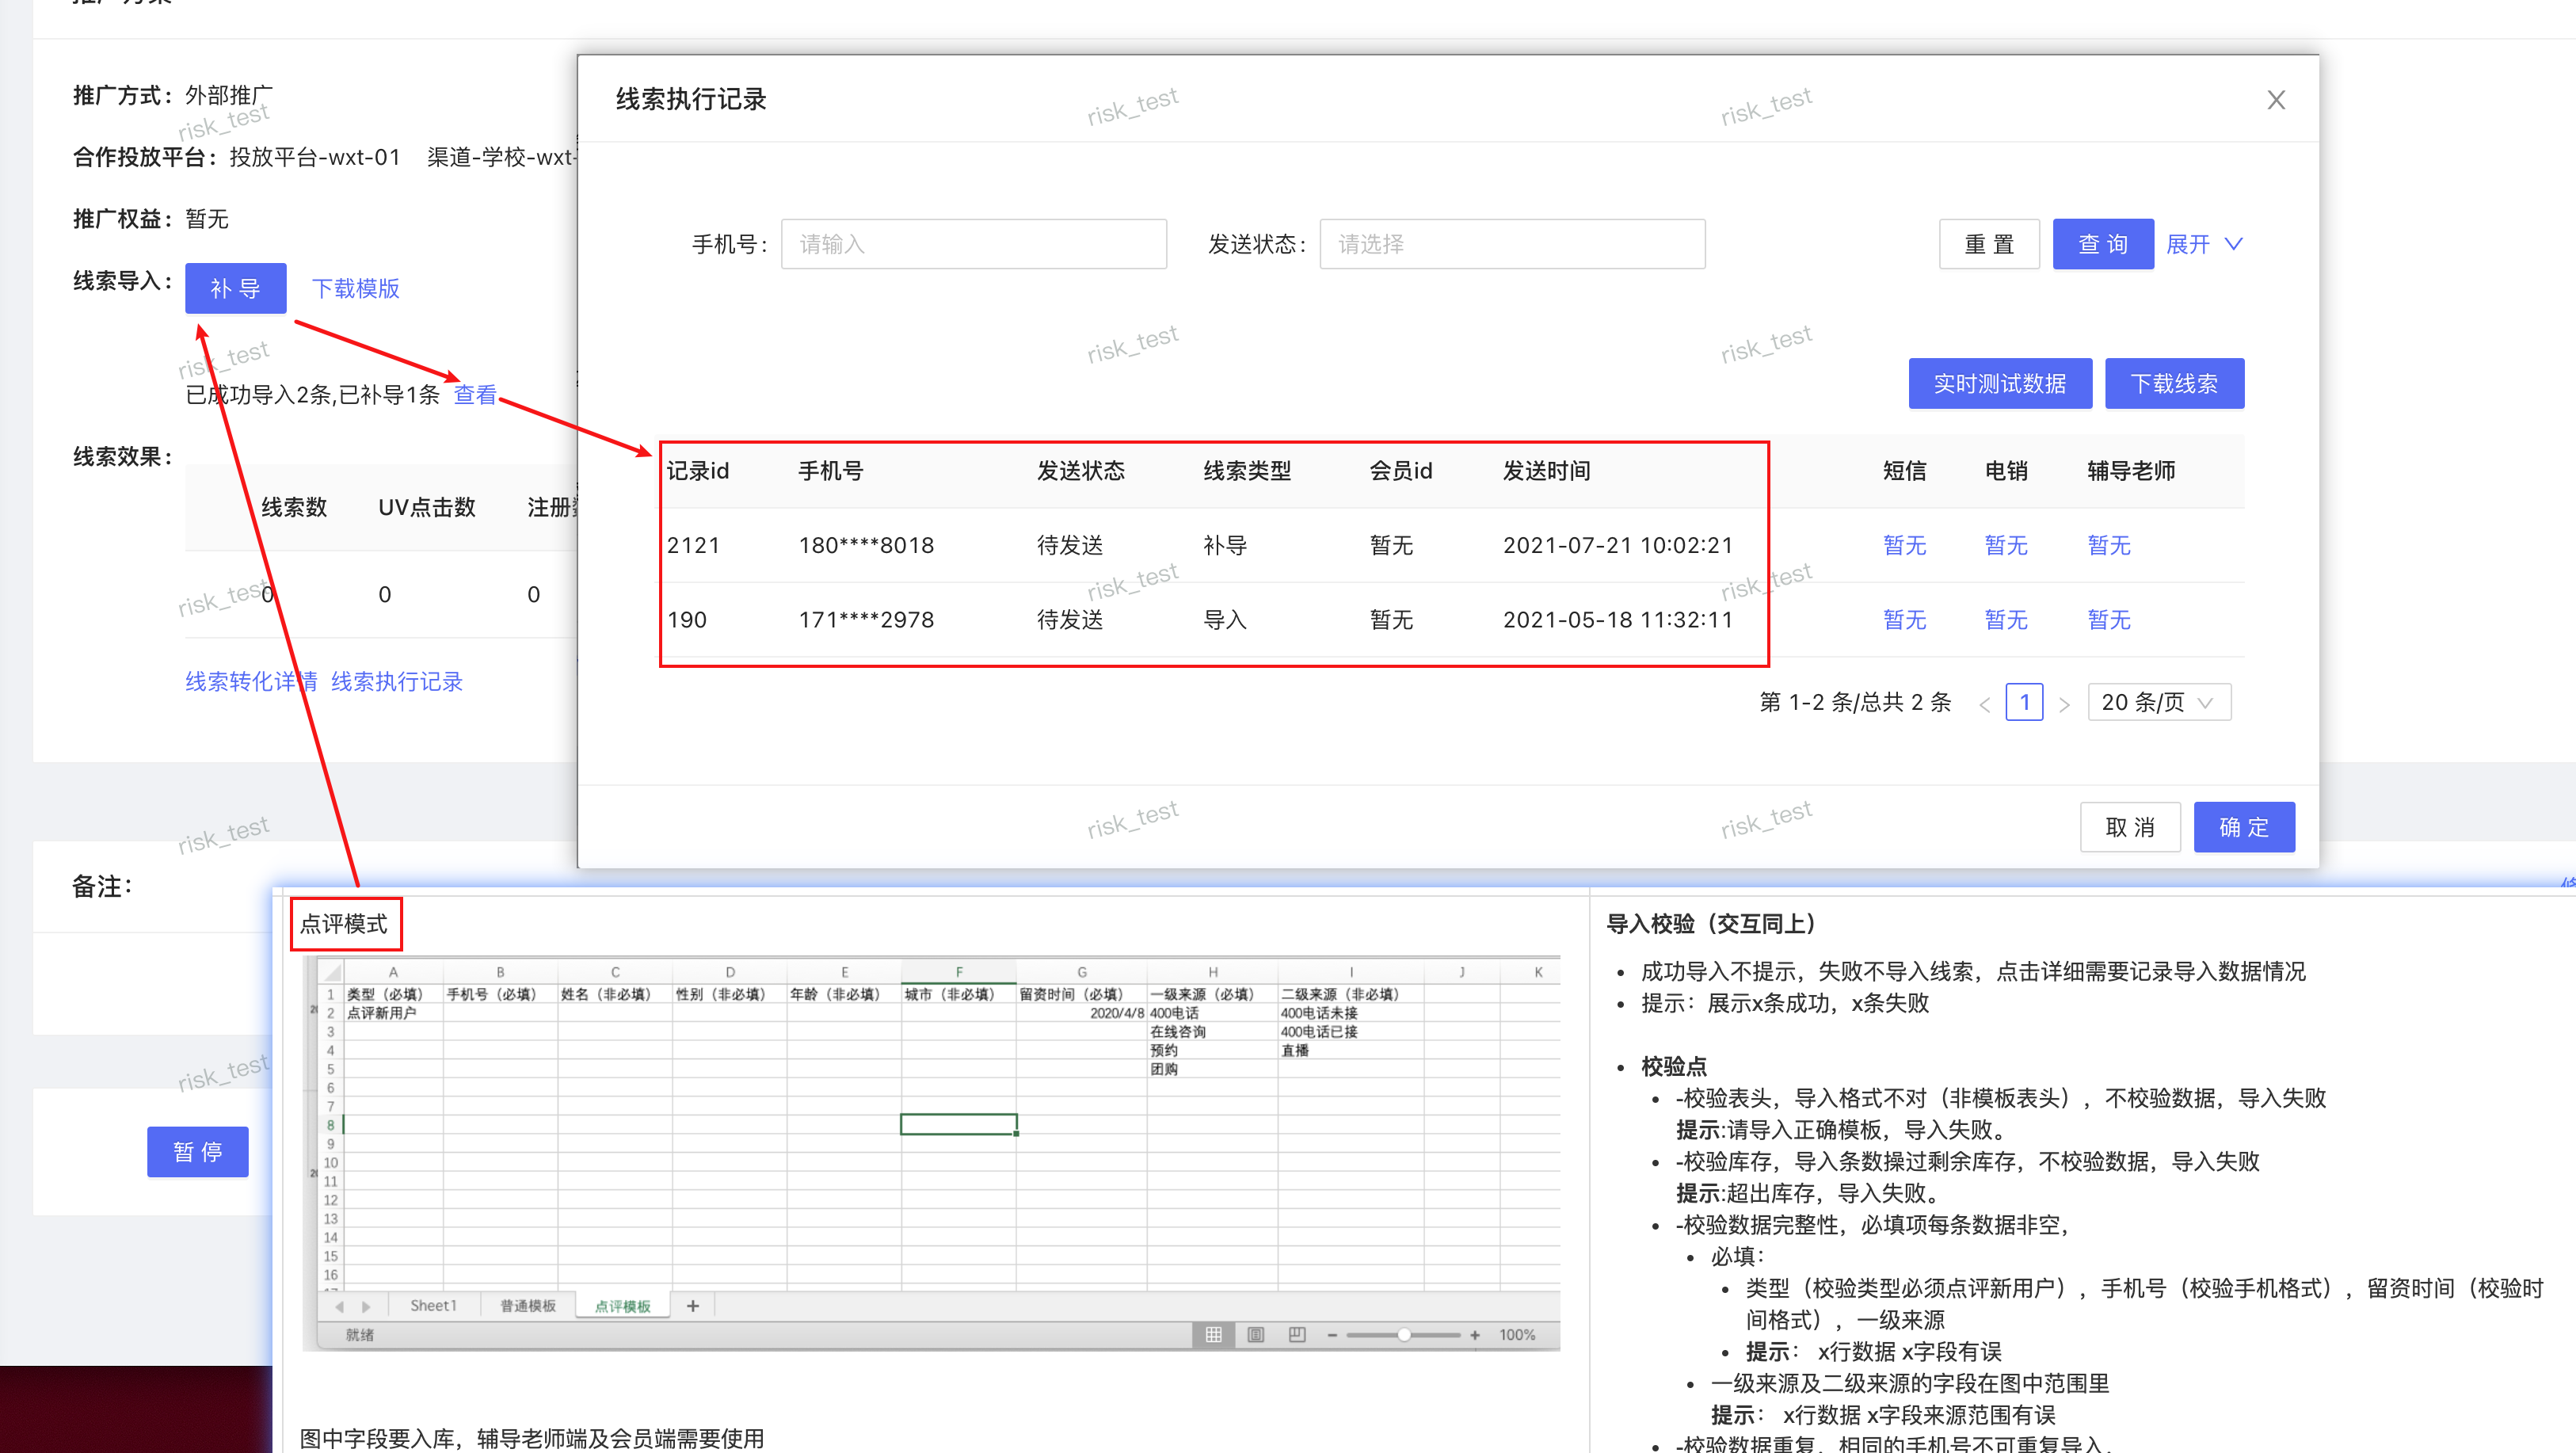 推广方式：外部推广
合作投放平台：投放平台-wxt-01 渠道-学校-wxt-
推广权益：暂无
线索导入：补 导 下载模版
已成功导入2条,已补导1条 查看
线索效果：
线索数 UV点击数 注册
0 0 0
线索转化详情 线索执行记录
备注：
暂 停
线索执行记录
手机号： 请输入 发送状态： 请选择 重 置 查 询 展开
实时测试数据 下载线索
记录id 手机号 发送状态 线索类型 会员id 发送时间 短信 电销 辅导老师
2121 180****8018 待发送 补导 暂无 2021-07-21 10:02:21 暂无 暂无 暂无
190 171****2978 待发送 导入 暂无 2021-05-18 11:32:11 暂无 暂无 暂无
第 1-2 条/总共 2 条 < 1 > 20 条/页
取 消 确 定
risk_test
risk_test
risk_test
risk_test
risk_test
risk_test
risk_test
risk_test
risk_test
risk_test
risk_test
risk_test
risk_test
点评模式
A B C D E F G H I J K
1 类型（必填） 手机号（必填） 姓名（非必填） 性别（非必填） 年龄（非必填） 城市（非必填） 留资时间（必填） 一级来源（必填） 二级来源（非必填）
2 点评新用户 2020/4/8 400电话 400电话未接
3 在线咨询 400电话已接
4 预约 直播
5 团购
6
7
8
9
10
11
12
13
14
15
16
Sheet1 普通模板 点评模板 +
就绪 100%
图中字段要入库，辅导老师端及会员端需要使用
导入校验（交互同上）
成功导入不提示，失败不导入线索，点击详细需要记录导入数据情况
提示：展示x条成功，x条失败
校验点
-校验表头，导入格式不对（非模板表头），不校验数据，导入失败
提示:请导入正确模板，导入失败。
-校验库存，导入条数操过剩余库存，不校验数据，导入失败
提示:超出库存，导入失败。
-校验数据完整性，必填项每条数据非空，
必填：
类型（校验类型必须点评新用户），手机号（校验手机格式），留资时间（校验时
间格式），一级来源
提示： x行数据 x字段有误
一级来源及二级来源的字段在图中范围里
提示： x行数据 x字段来源范围有误
-校验数据重复，相同的手机号不可重复导入，